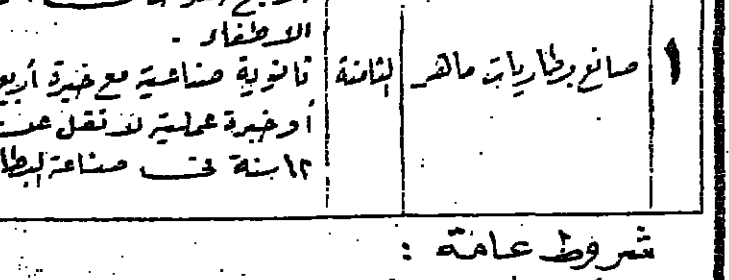 الاطفاء .
١ صانع بطاريات ماهر الثامنة ثانوية صناعية مع خبرة أربع
أو خبرة عملية لا تقل عن
١٢ سنة في صناعة البطا
شروط عامة :